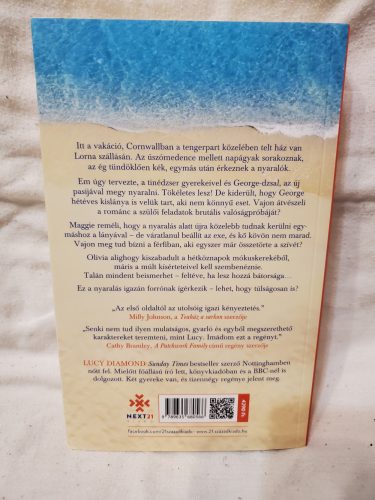 Itt a vakáció, Cornwallban a tengerpart közelében telt ház van
Lorna szállásán. Az úszómedence mellett napágyak sorakoznak,
az ég tündöklően kék, egymás után érkeznek a nyaralók.
Em úgy tervezte, a tinédzser gyerekeivel és George-dzsal, az új
pasijával megy nyaralni. Tökéletes lesz! De kiderült, hogy George
hétéves kislánya is velük tart, aki nem könnyű eset. Vajon átvészeli
a románc a szülői feladatok brutális valóságpróbáját?
Maggie reméli, hogy a nyaralás alatt újra közelebb tudnak kerülni egy-
máshoz a lányával – de váratlanul beállít az exe, és kő kövön nem marad.
Vajon meg tud bízni a férfiban, aki egyszer már összetörte a szívét?
Olivia alighogy kiszabadult a hétköznapok mókuskerekéből,
máris a múlt kísérteteivel kell szembenéznie.
Talán mindent beismerhet – feltéve, ha lesz hozzá bátorsága...
Ez a nyaralás igazán forrónak ígérkezik – lehet, hogy túlságosan is?
„Az első oldaltól az utolsóig igazi kényeztetés.”
Milly Johnson, a Teaház a sarkon szerzője
„Senki nem tud ilyen mulatságos, gyarló és egyből megszerethető
karaktereket teremteni, mint Lucy. Imádom ezt a regényt.”
Cathy Bramley, A Patchwork Family című regény szerzője
LUCY DIAMOND Sunday Times bestseller szerző Nottinghamben
nőtt fel. Mielőtt főállású író lett, könyvkiadóban és a BBC-nél is
dolgozott. Két gyereke van, és tizennégy regénye jelent meg.
NEXT21
KIADÓ
4290 Ft
facebook.com/21szazadkiado • www.21szazadkiado.hu